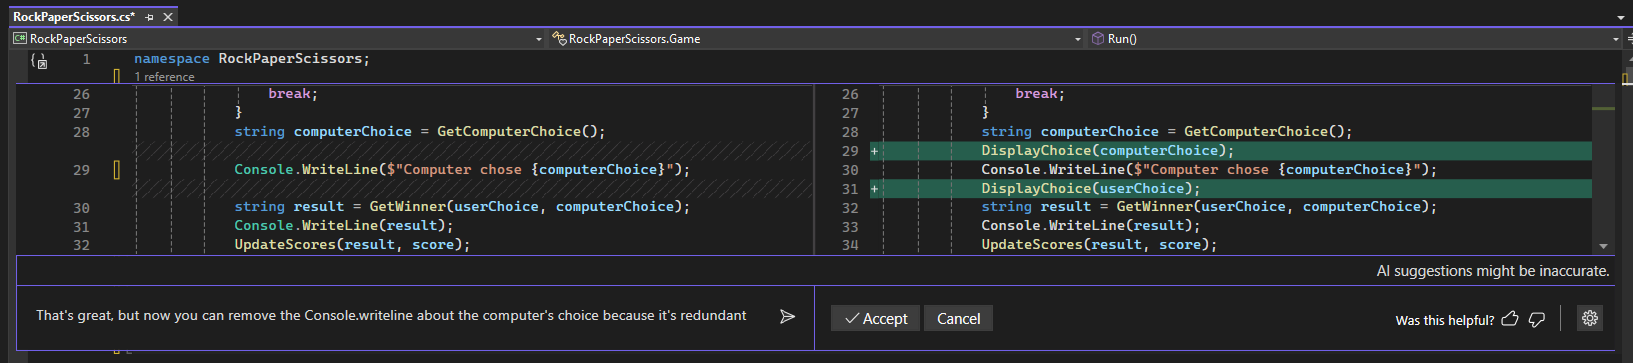 RockPaperScissors.cs*
RockPaperScissors
RockPaperScissors.Game
Run()
1 namespace RockPaperScissors;
1 reference
26 break;
27 }
28 string computerChoice = GetComputerChoice();
29 Console.WriteLine($"Computer chose {computerChoice}");
30 string result = GetWinner(userChoice, computerChoice);
31 Console.WriteLine(result);
32 UpdateScores(result, score);
26 break;
27 }
28 string computerChoice = GetComputerChoice();
29 + DisplayChoice(computerChoice);
30 Console.WriteLine($"Computer chose {computerChoice}");
31 + DisplayChoice(userChoice);
32 string result = GetWinner(userChoice, computerChoice);
33 Console.WriteLine(result);
34 UpdateScores(result, score);
AI suggestions might be inaccurate.
That's great, but now you can remove the Console.writeline about the computer's choice because it's redundant
Accept
Cancel
Was this helpful?